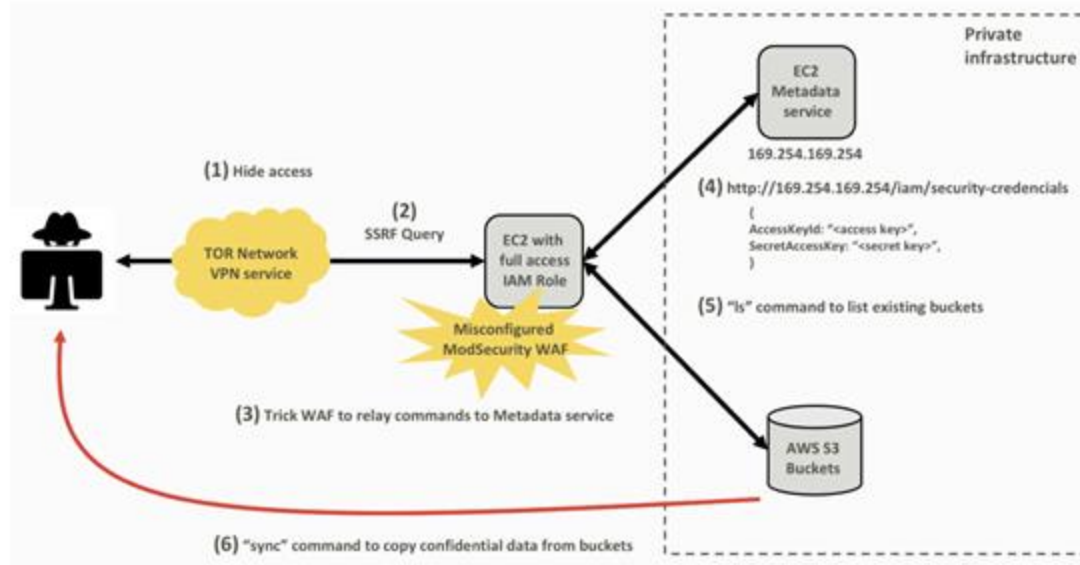 Private
infrastructure
EC2
Metadata
service
169.254.169.254
(1) Hide access
(2)
SSRF Query
TOR Network
VPN service
EC2 with
full access
IAM Role
Misconfigured
ModSecurity WAF
(3) Trick WAF to relay commands to Metadata service
(4) http://169.254.169.254/iam/security-credencials
{
AccessKeyId: "<access key>",
SecretAccessKey: "<secret key>",
}
(5) "ls" command to list existing buckets
AWS S3
Buckets
(6) "sync" command to copy confidential data from buckets